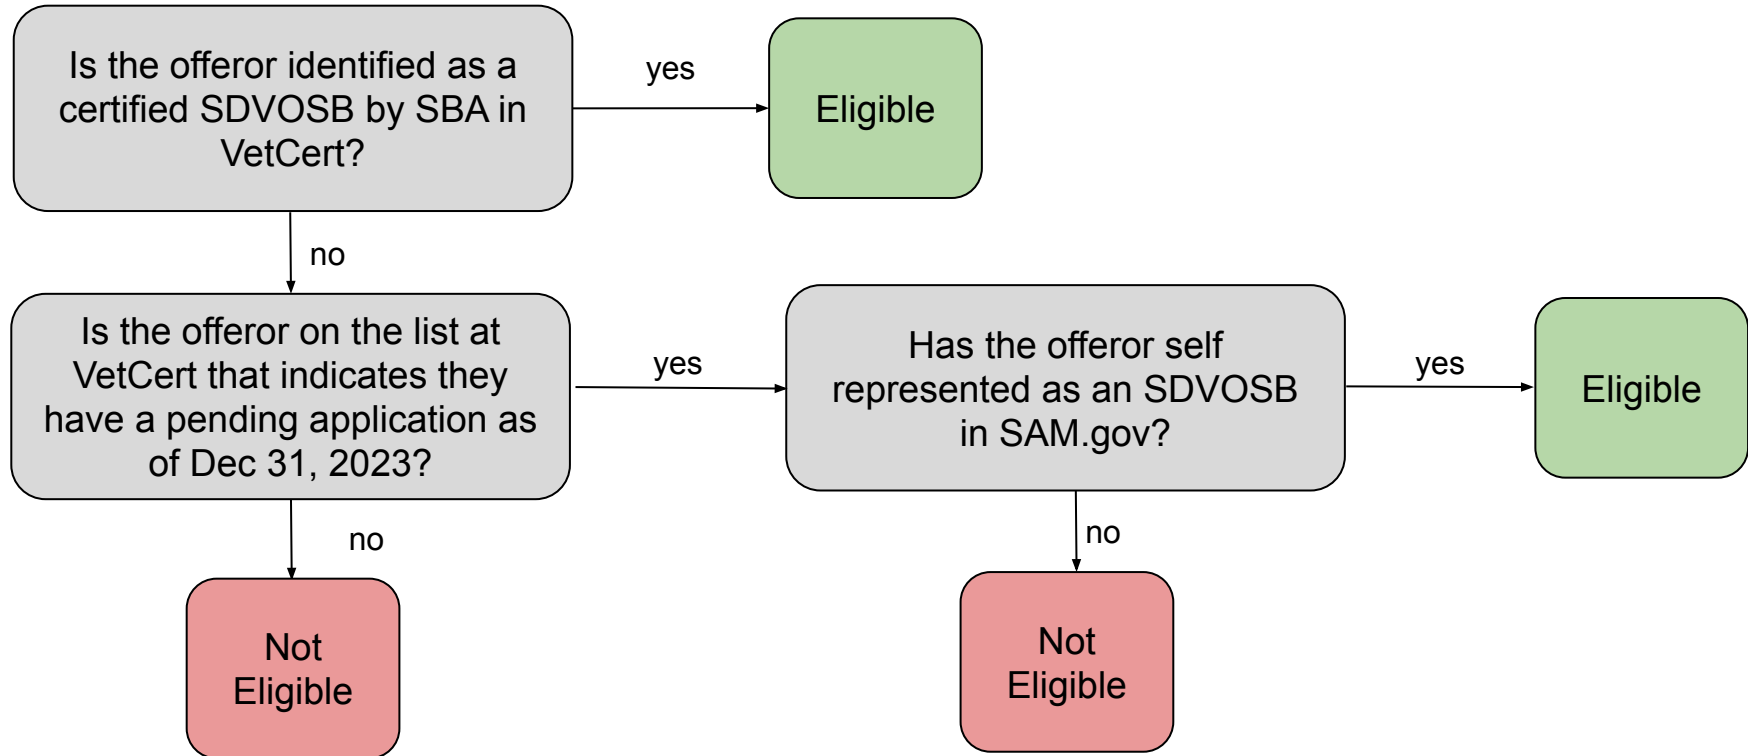 Is the offeror identified as a
certified SDVOSB by SBA in
VetCert?
yes
Eligible
no
Is the offeror on the list at
VetCert that indicates they
have a pending application as
of Dec 31, 2023?
yes
Has the offeror self
represented as an SDVOSB
in SAM.gov?
yes
Eligible
no
Not
Eligible
no
Not
Eligible